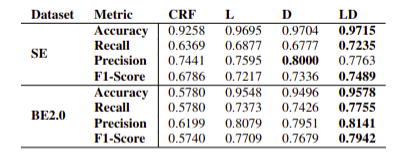 Dataset Metric CRF L D LD
SE Accuracy 0.9258 0.9695 0.9704 0.9715
Recall 0.6369 0.6877 0.6777 0.7235
Precision 0.7441 0.7595 0.8000 0.7763
F1-Score 0.6786 0.7217 0.7336 0.7489
BE2.0 Accuracy 0.5780 0.9548 0.9496 0.9578
Recall 0.5780 0.7373 0.7426 0.7755
Precision 0.6199 0.8079 0.7951 0.8141
F1-Score 0.5740 0.7709 0.7679 0.7942